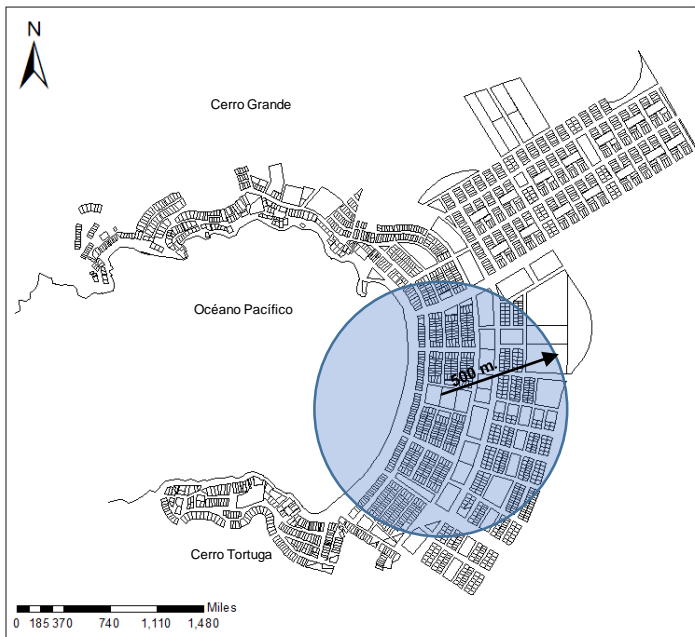 N
Cerro Grande
Océano Pacífico
500 m.
Cerro Tortuga
Miles
0 185 370 740 1,110 1,480